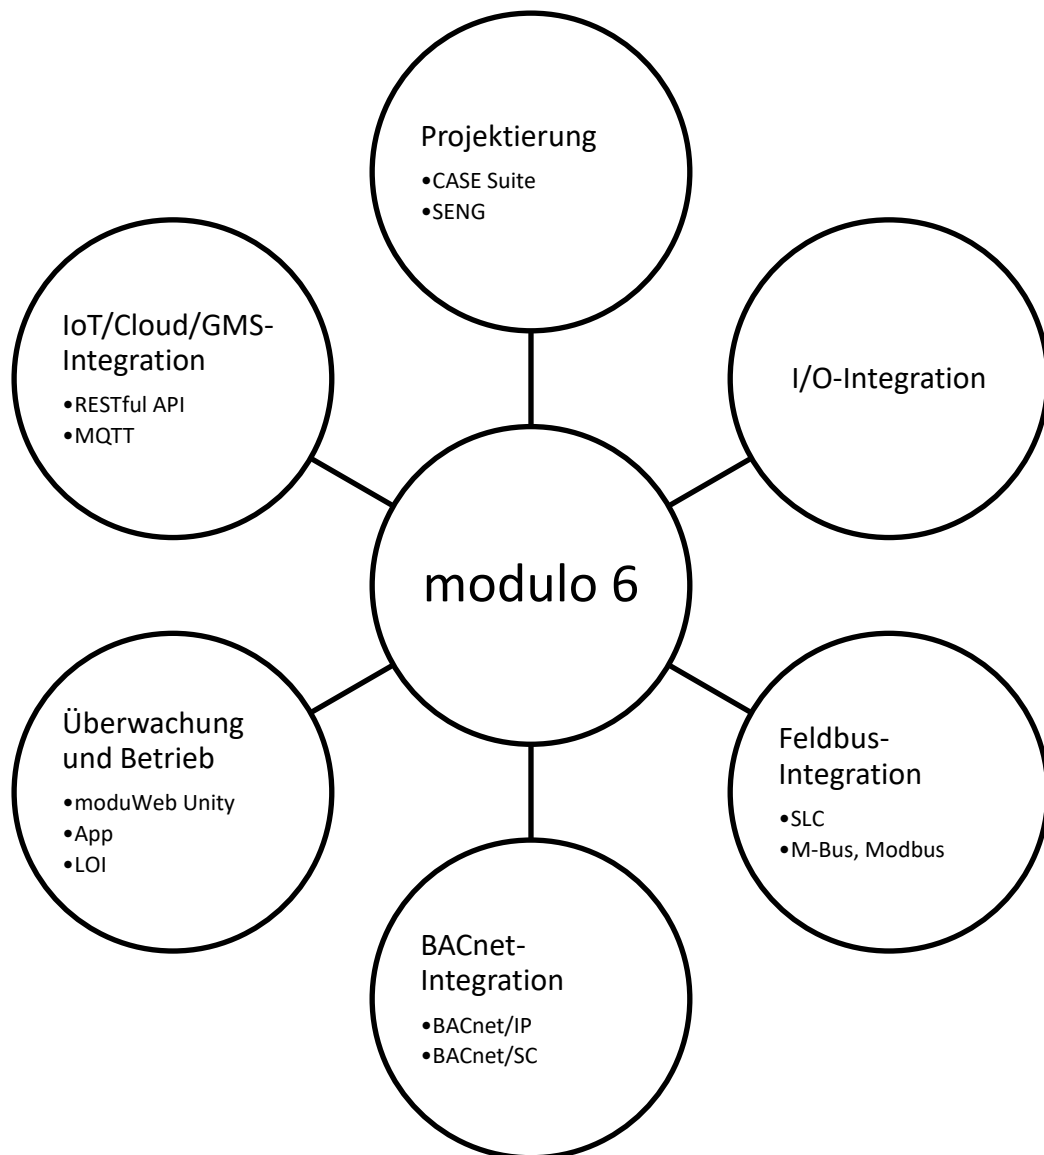 Projektierung
•CASE Suite
•SENG
IoT/Cloud/GMS-
Integration
•RESTful API
•MQTT
I/O-Integration
modulo 6
Überwachung
und Betrieb
•moduWeb Unity
•App
•LOI
Feldbus-
Integration
•SLC
•M-Bus, Modbus
BACnet-
Integration
•BACnet/IP
•BACnet/SC